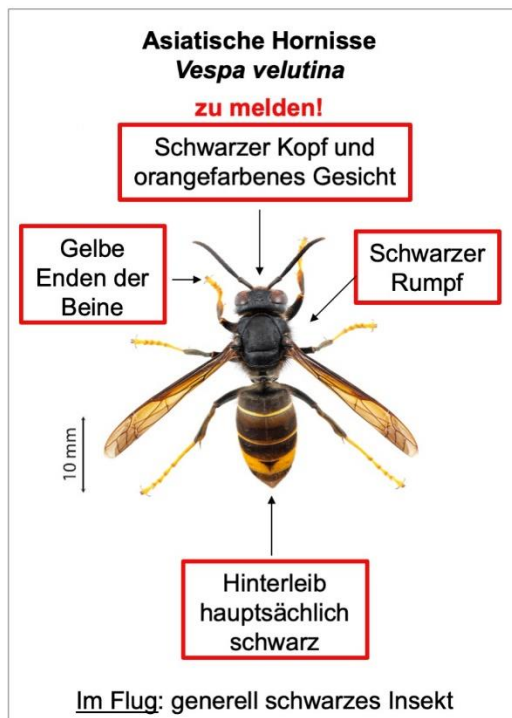 Asiatische Hornisse
Vespa velutina
zu melden!
Schwarzer Kopf und
orangefarbenes Gesicht
Gelbe
Enden der
Beine
Schwarzer
Rumpf
10 mm
Hinterleib
hauptsächlich
schwarz
Im Flug: generell schwarzes Insekt